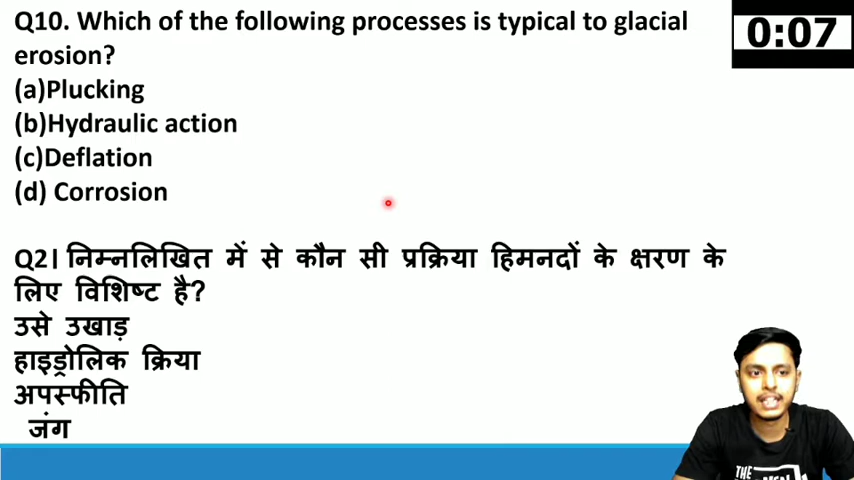 Q10. Which of the following processes is typical to glacial
erosion?
(a)Plucking
(b)Hydraulic action
(c)Deflation
(d) Corrosion
0:07
Q2। निम्नलिखित में से कौन सी प्रक्रिया हिमनदों के क्षरण के
लिए विशिष्ट है?
उसे उखाड़
हाइड्रोलिक क्रिया
अपस्फीति
जंग
THE